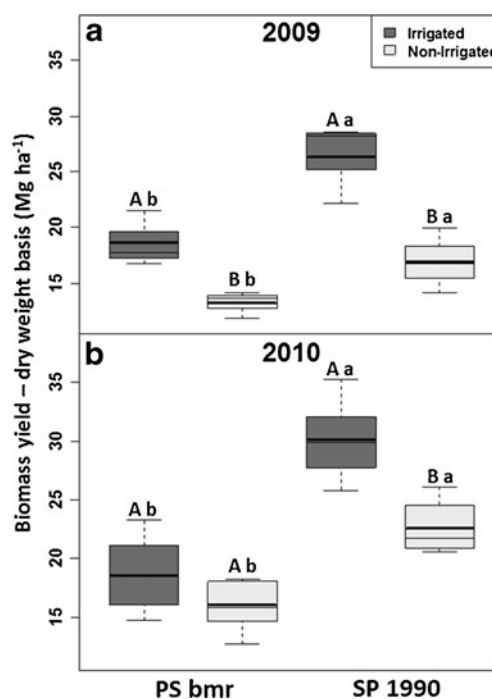 a
2009
Irrigated
Non-Irrigated
Biomass yield – dry weight basis (Mg ha⁻¹)
35
30
25
20
15
A b
B b
A a
B a
b
2010
35
30
25
20
15
A b
A b
A a
B a
PS bmr
SP 1990